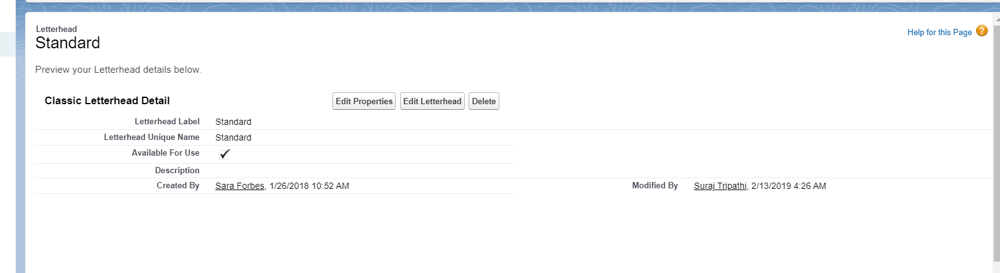 Letterhead
Standard
Help for this Page ?
Preview your Letterhead details below.
Classic Letterhead Detail Edit Properties Edit Letterhead Delete
Letterhead Label Standard
Letterhead Unique Name Standard
Available For Use
Description
Created By Sara Forbes, 1/26/2018 10:52 AM Modified By Suraj Tripathi, 2/13/2019 4:26 AM